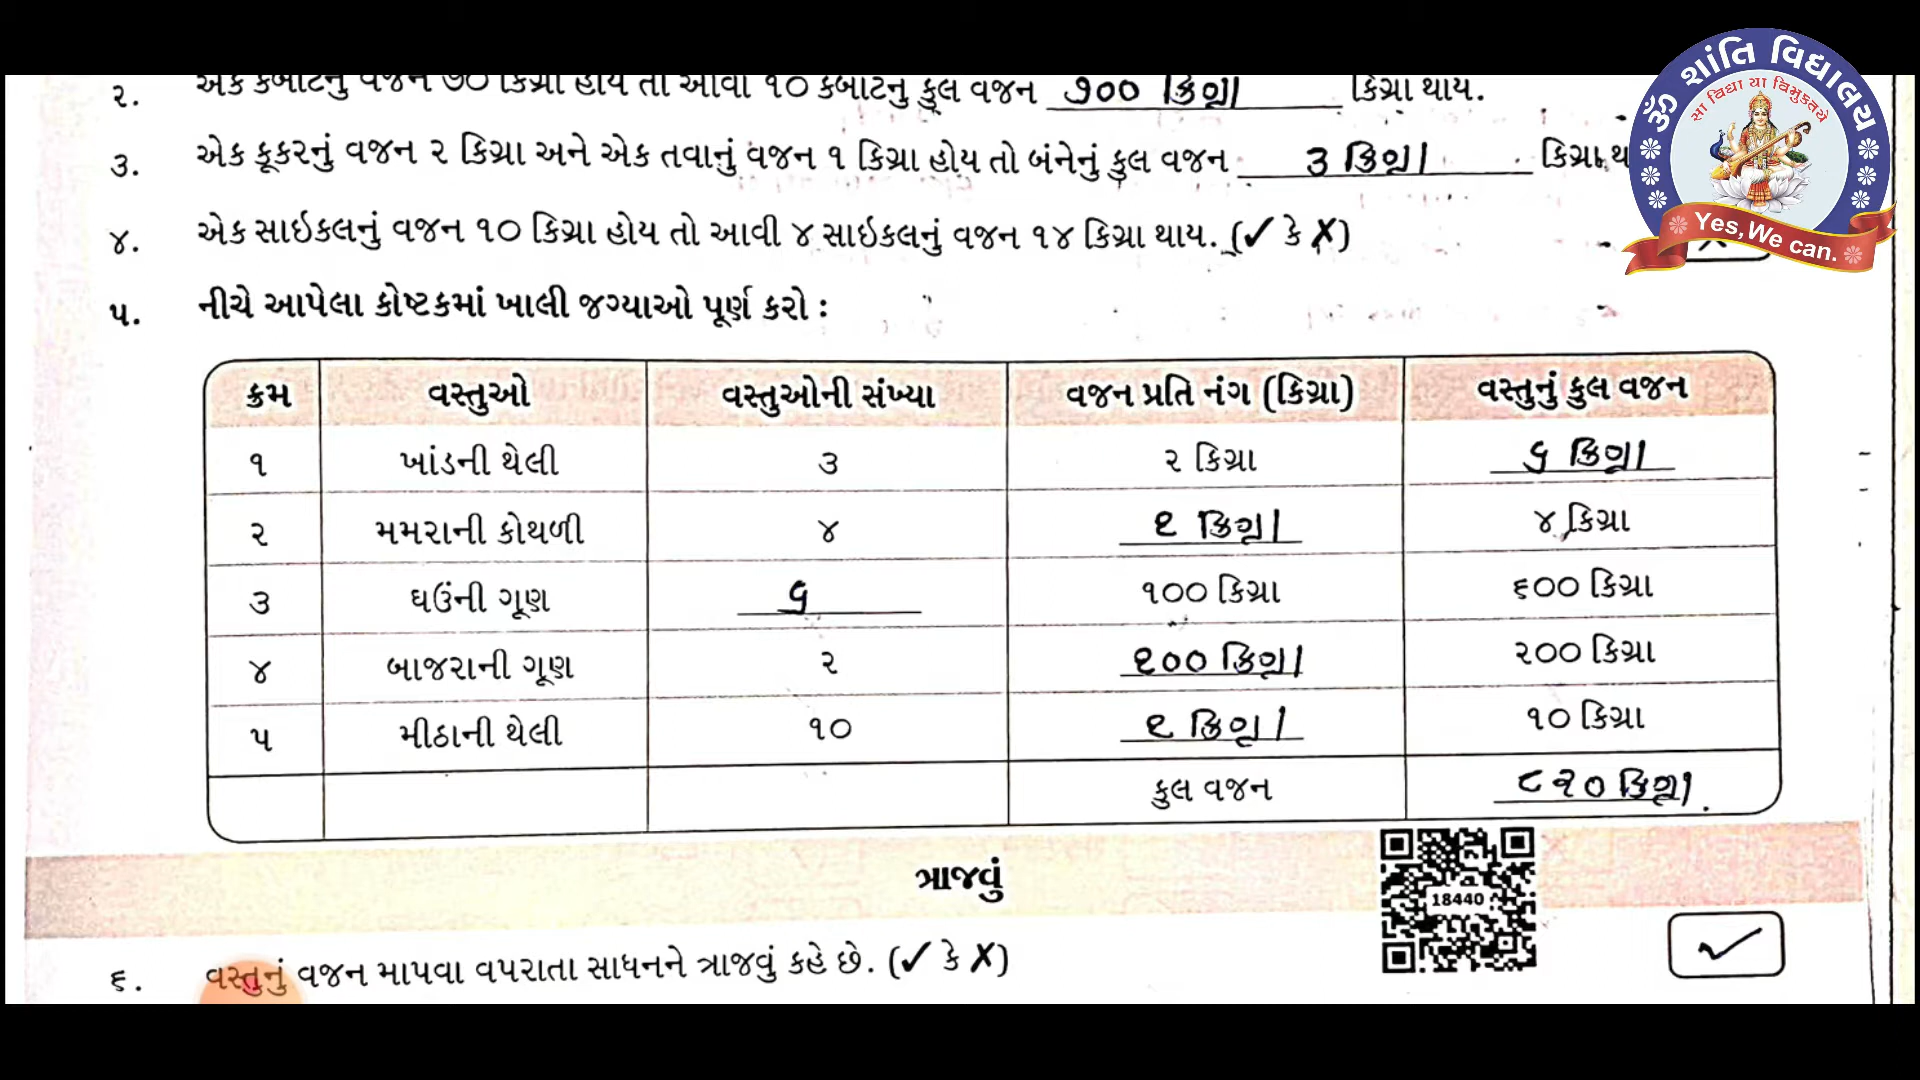 ૐ શાંતિ વિદ્યાલય
સા વિદ્યા યા વિમુક્તયે
Yes, We can.
૨. એક કબાટનું વજન ૭૦ કિગ્રા હોય તો આવા ૧૦ કબાટનું કુલ વજન ૭૦૦ કિગ્રા કિગ્રા થાય.
૩. એક કૂકરનું વજન ૨ કિગ્રા અને એક તવાનું વજન ૧ કિગ્રા હોય તો બંનેનું કુલ વજન ૩ કિગ્રા કિગ્રા થ
૪. એક સાઇકલનું વજન ૧૦ કિગ્રા હોય તો આવી ૪ સાઇકલનું વજન ૧૪ કિગ્રા થાય. (✓ કે ✗)
૫. નીચે આપેલા કોષ્ટકમાં ખાલી જગ્યાઓ પૂર્ણ કરો :
ક્રમ વસ્તુઓ વસ્તુઓની સંખ્યા વજન પ્રતિ નંગ (કિગ્રા) વસ્તુનું કુલ વજન
૧ ખાંડની થેલી ૩ ૨ કિગ્રા ૬ કિગ્રા
૨ મમરાની કોથળી ૪ ૧ કિગ્રા ૪ કિગ્રા
૩ ઘઉંની ગૂણ ૬ ૧૦૦ કિગ્રા ૬૦૦ કિગ્રા
૪ બાજરાની ગૂણ ૨ ૧૦૦ કિગ્રા ૨૦૦ કિગ્રા
૫ મીઠાની થેલી ૧૦ ૧ કિગ્રા ૧૦ કિગ્રા
કુલ વજન ૮૨૦ કિગ્રા.
ત્રાજવું
18440
૬. વસ્તુનું વજન માપવા વપરાતા સાધનને ત્રાજવું કહે છે. (✓ કે ✗) ✓